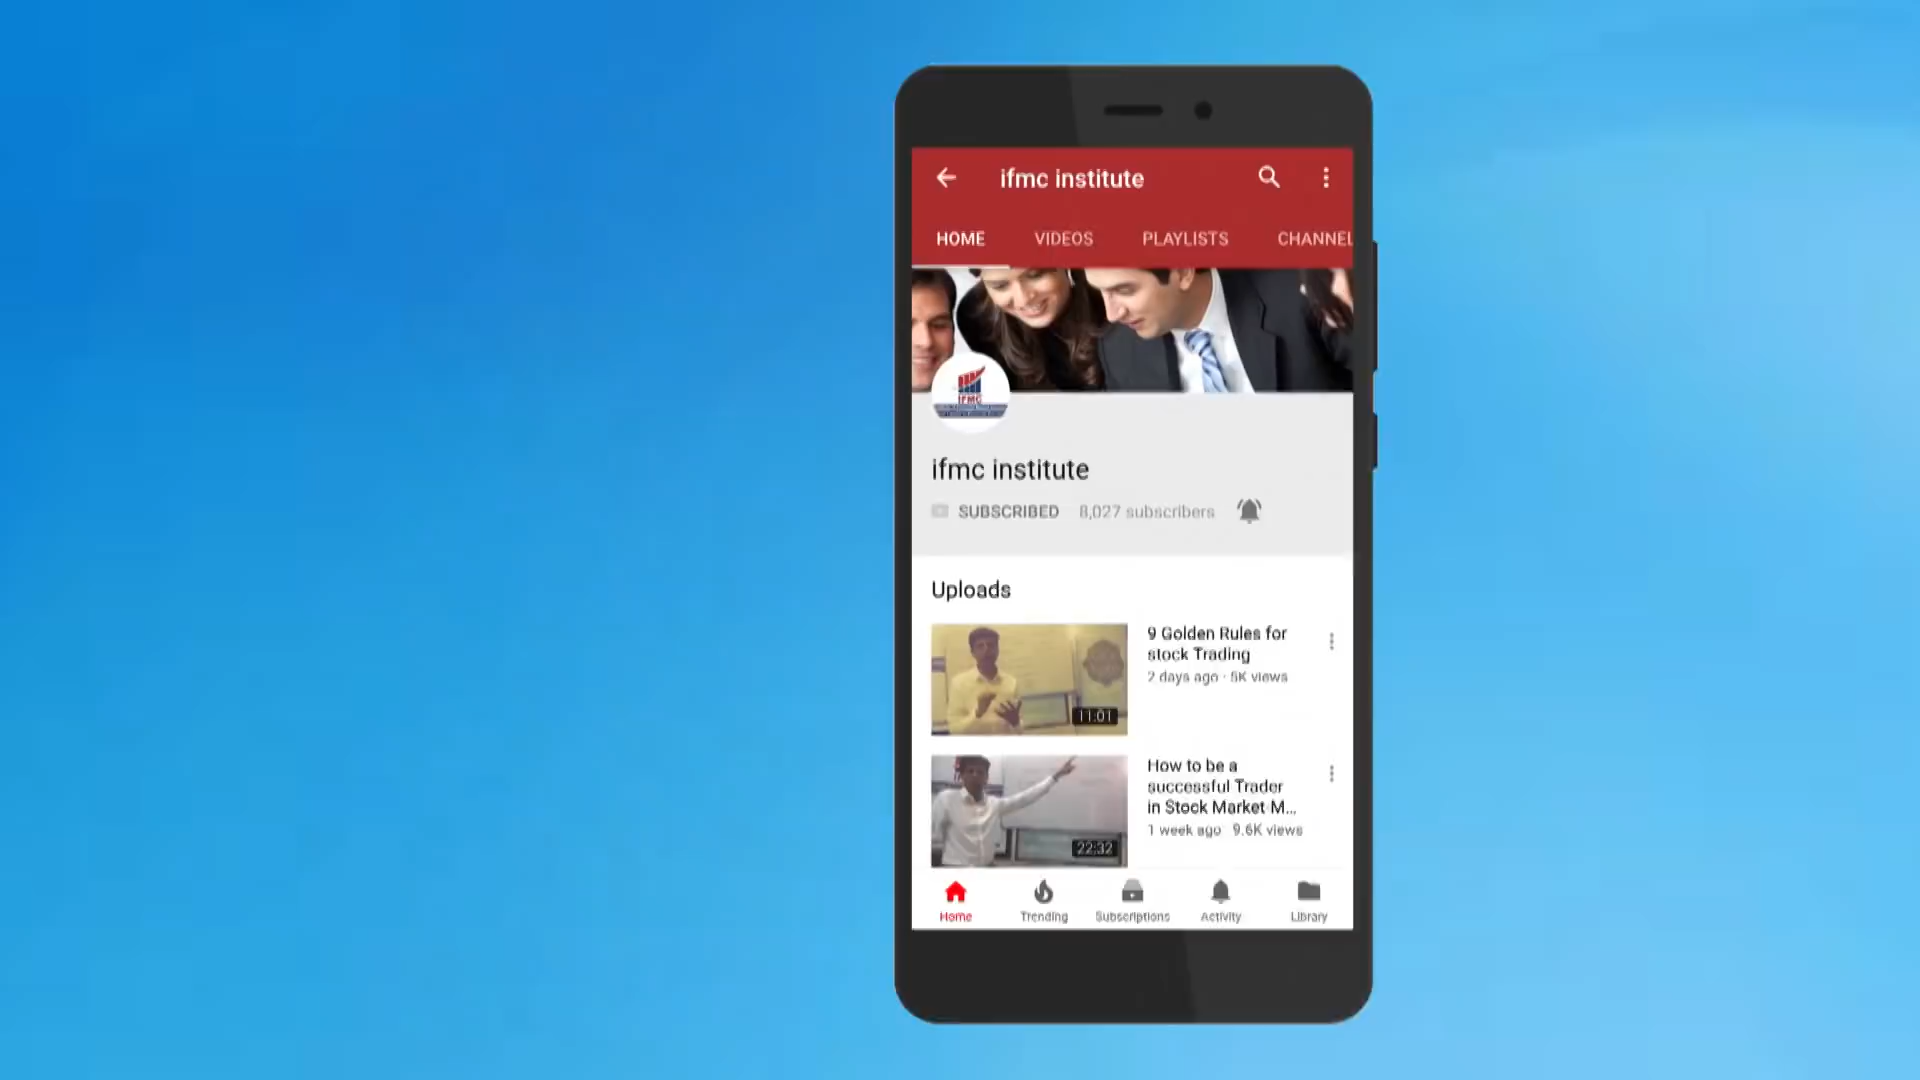 ifmc institute
HOME VIDEOS PLAYLISTS CHANNEL
IFMC
ifmc institute
SUBSCRIBED 8,027 subscribers
Uploads
9 Golden Rules for
stock Trading
2 days ago · 5K views
11:01
How to be a
successful Trader
in Stock Market M...
1 week ago · 9.6K views
22:32
Home Trending Subscriptions Activity Library